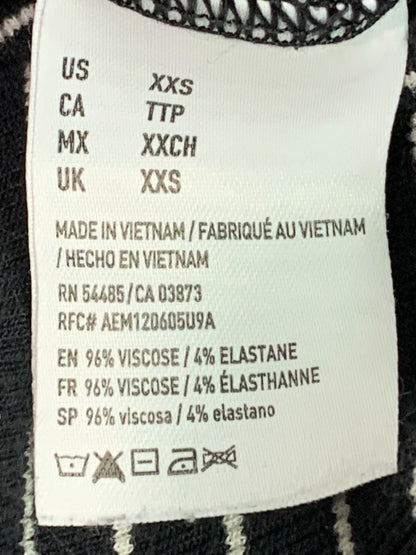 US XXS
CA TTP
MX XXCH
UK XXS
MADE IN VIETNAM / FABRIQUÉ AU VIETNAM
/ HECHO EN VIETNAM
RN 54485 / CA 03873
RFC# AEM120605U9A
EN 96% VISCOSE / 4% ELASTANE
FR 96% VISCOSE / 4% ÉLASTHANNE
SP 96% viscosa / 4% elastano